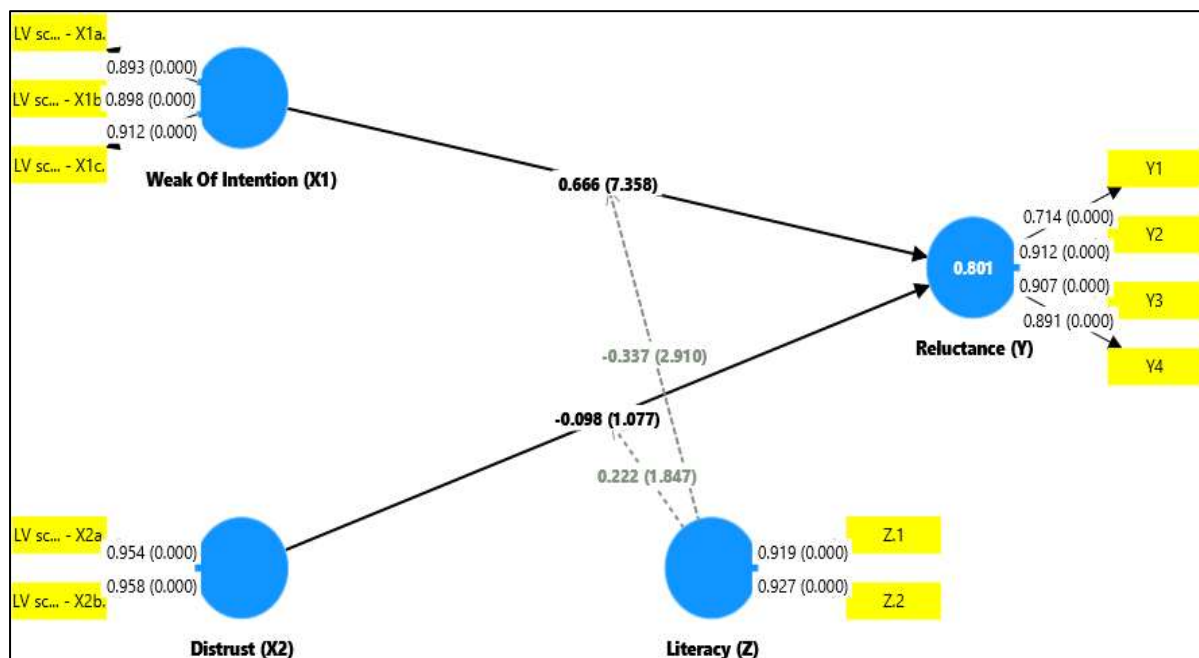 LV sc... - X1a.
0.893 (0.000)
LV sc... - X1b
0.898 (0.000)
0.912 (0.000)
LV sc... - X1c.
Weak Of Intention (X1)
0.666 (7.358)
Y1
0.714 (0.000)
Y2
0.912 (0.000)
0.801
0.907 (0.000)
Y3
0.891 (0.000)
Reluctance (Y)
Y4
-0.337 (2.910)
-0.098 (1.077)
0.222 (1.847)
LV sc... - X2a
0.954 (0.000)
0.958 (0.000)
LV sc... - X2b.
Distrust (X2)
Z.1
0.919 (0.000)
0.927 (0.000)
Z.2
Literacy (Z)